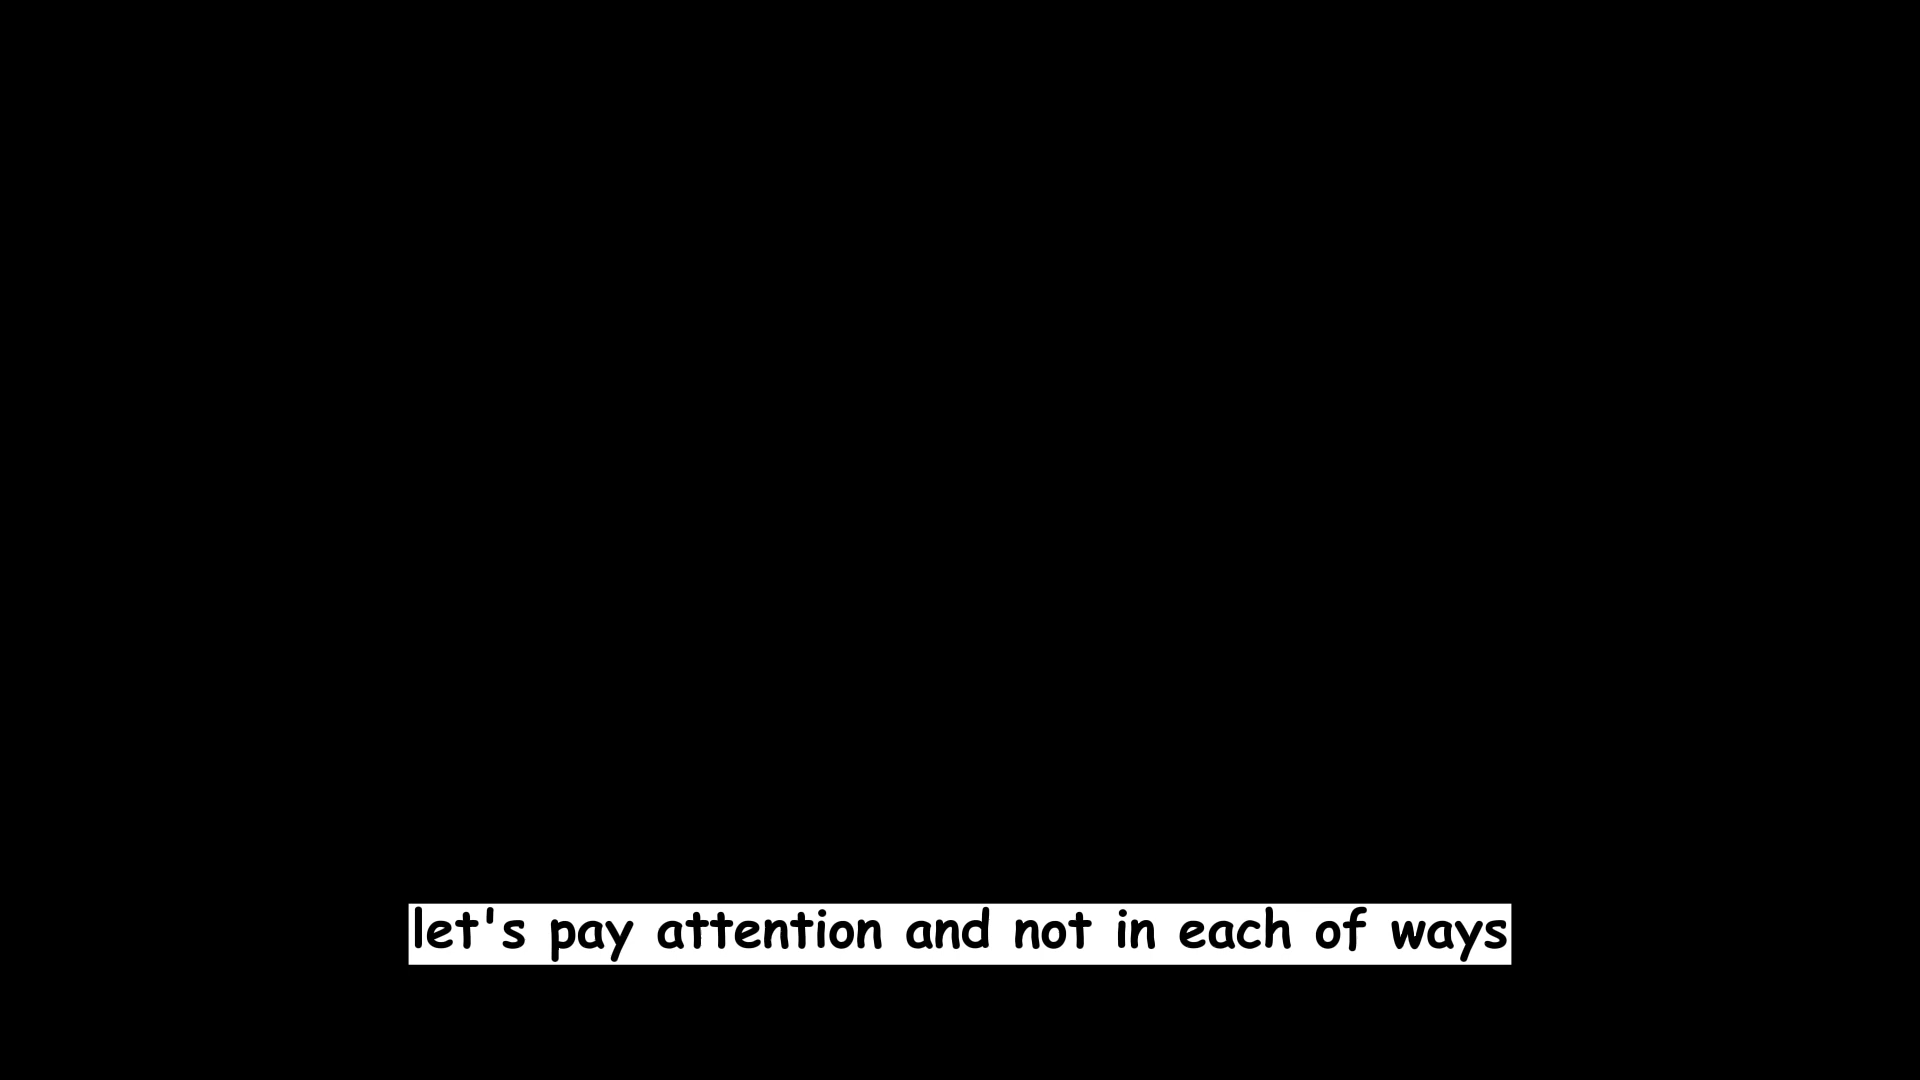 let's pay attention and not in each of ways